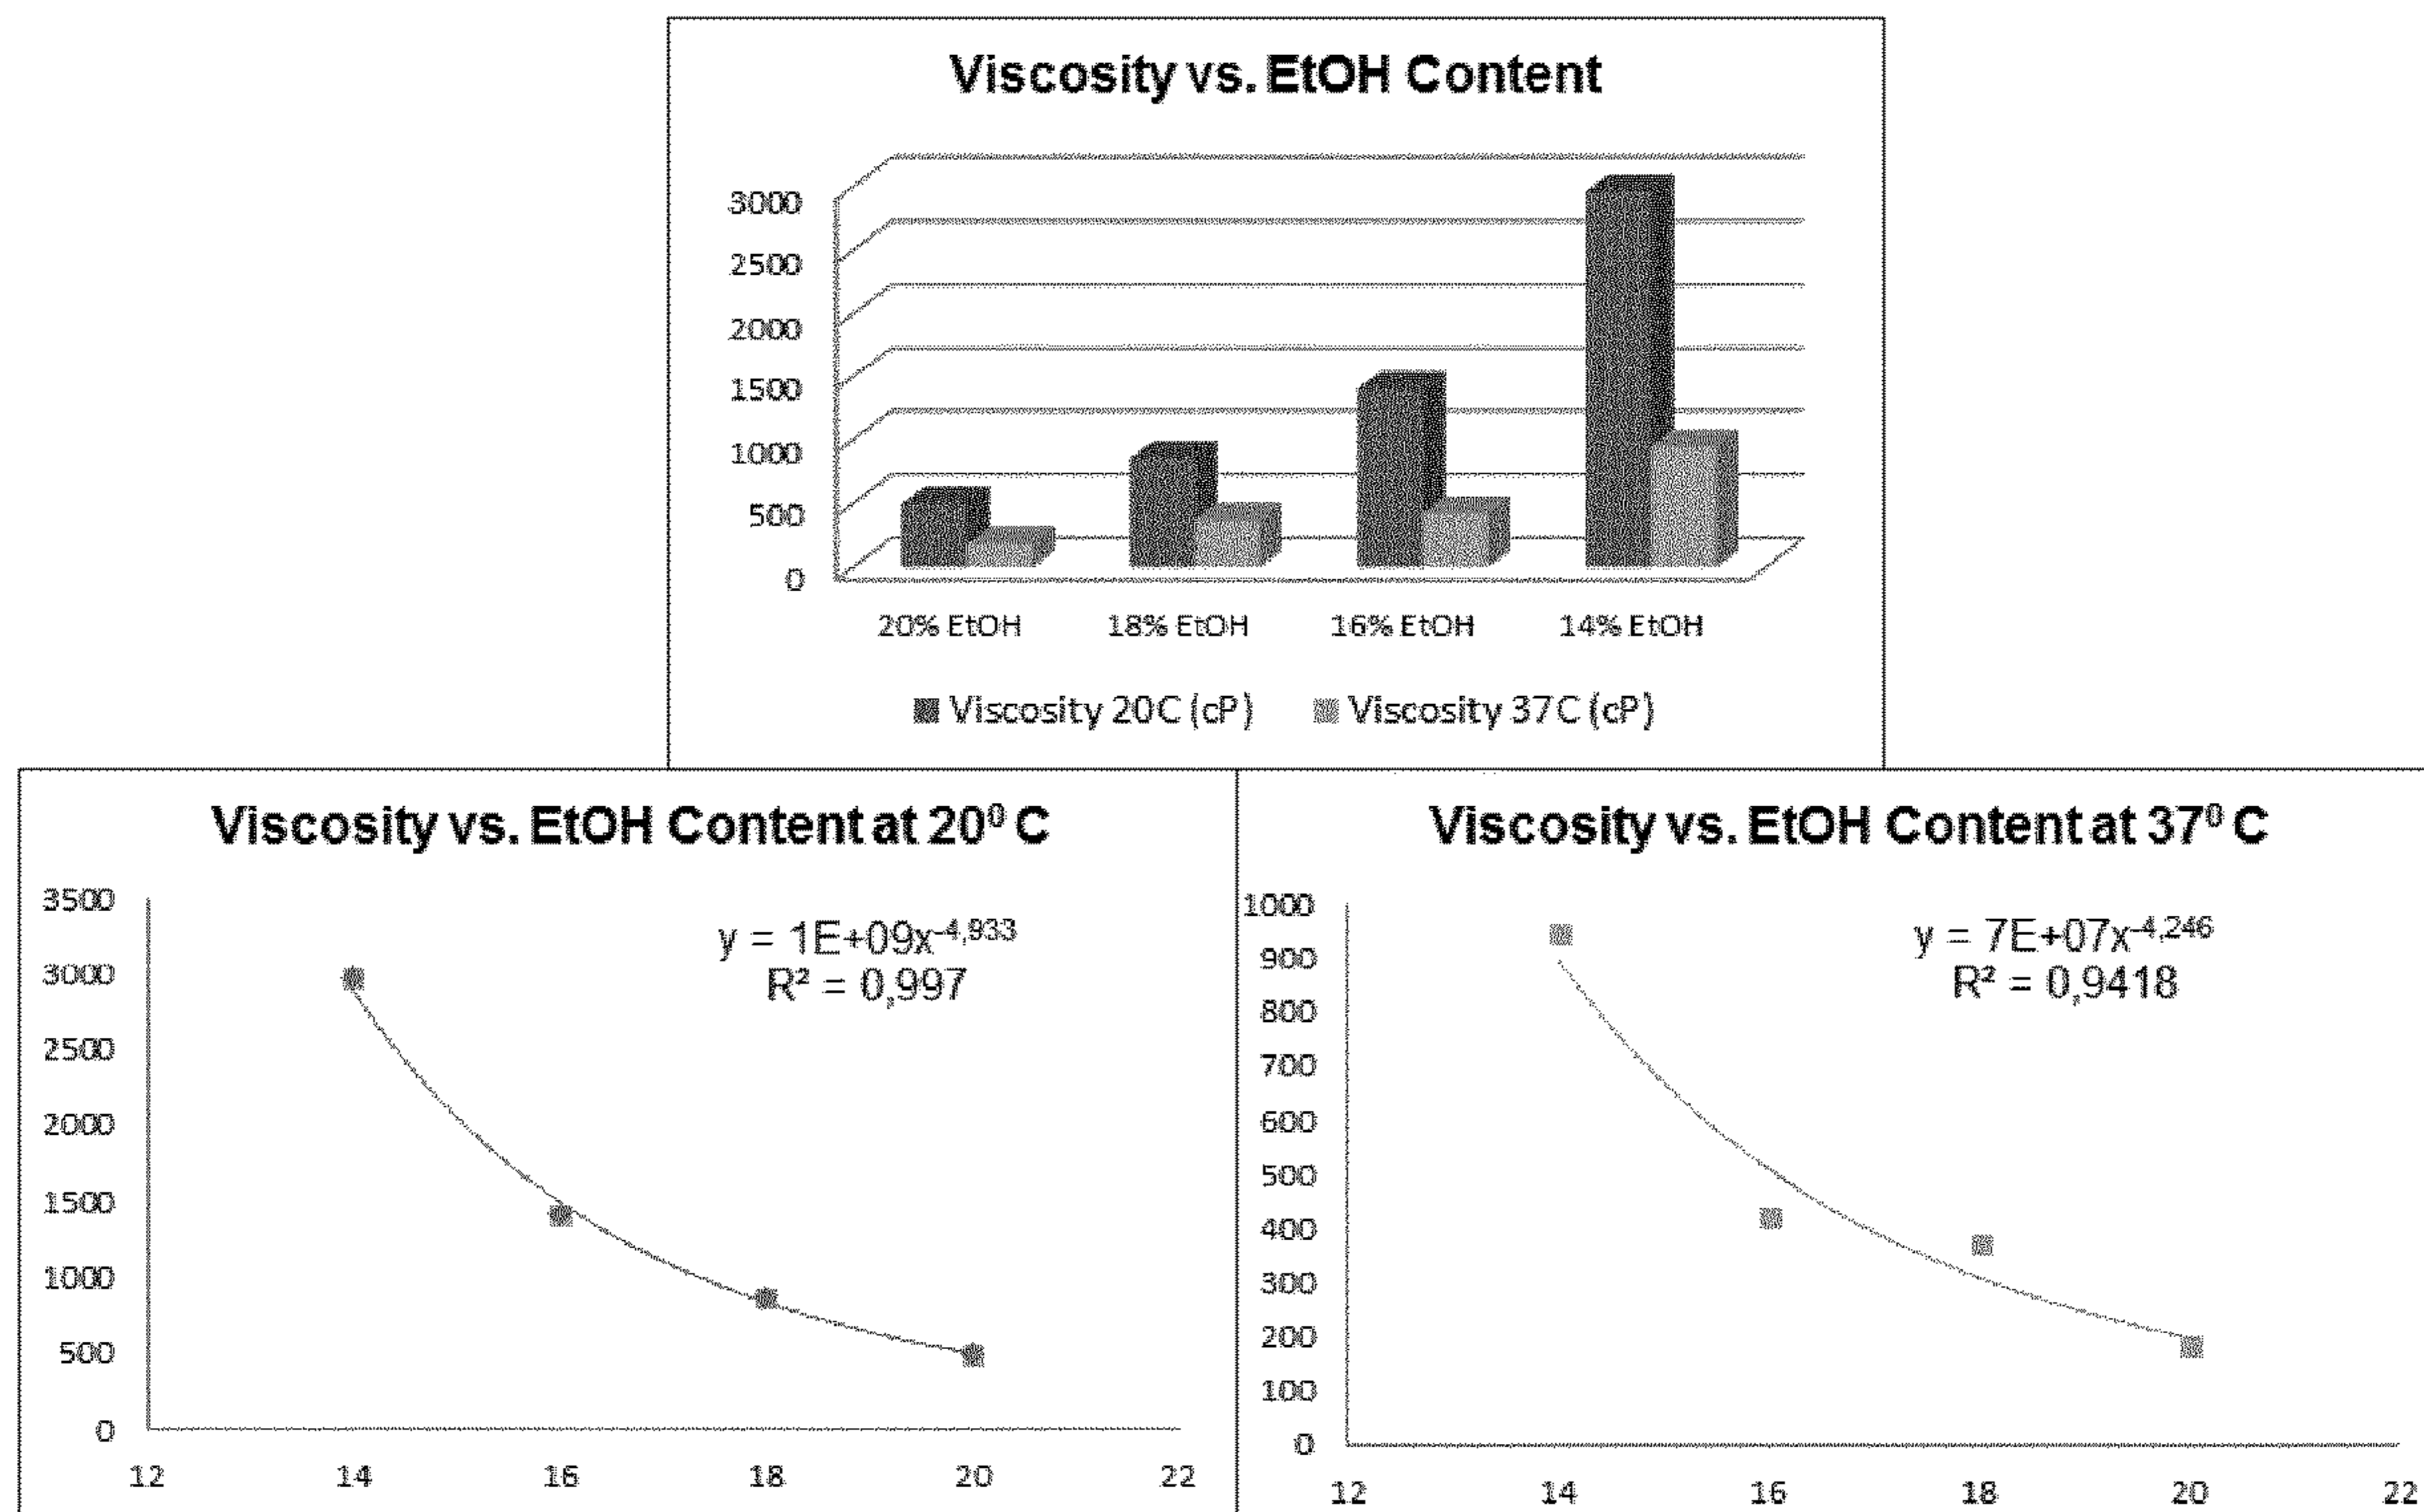 Viscosity vs. EtOH Content
3000
2500
2000
1500
1000
500
0
20% EtOH 18% EtOH 16% EtOH 14% EtOH
Viscosity 20C (cP) Viscosity 37C (cP)
Viscosity vs. EtOH Content at 20⁰ C
y = 1E+09x⁻⁴,⁹³³
R² = 0,997
3500
3000
2500
2000
1500
1000
500
0
12 14 16 18 20 22
Viscosity vs. EtOH Content at 37⁰ C
y = 7E+07x⁻⁴,²⁴⁶
R² = 0,9418
1000
900
800
700
600
500
400
300
200
100
0
12 14 16 18 20 22